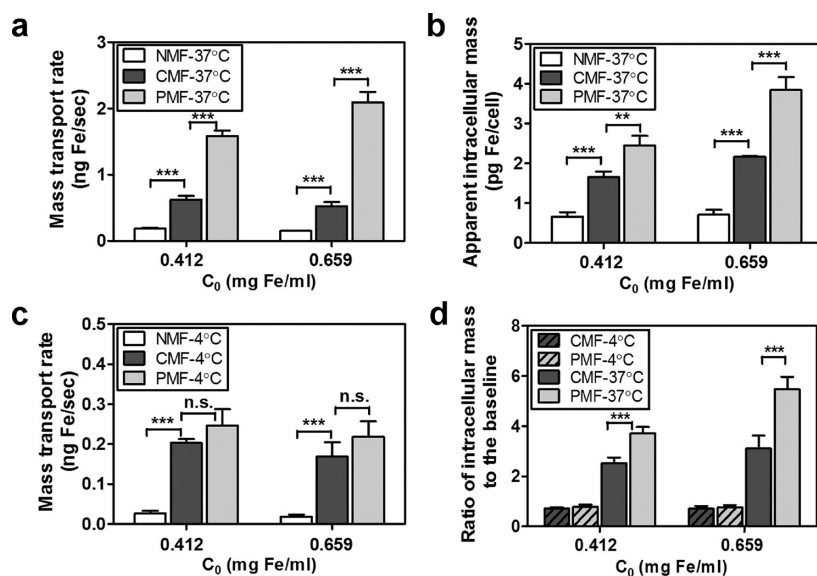 a
Mass transport rate
(ng Fe/sec)
3
2
1
0
NMF-37°C
CMF-37°C
PMF-37°C
***
***
***
***
0.412
0.659
C₀ (mg Fe/ml)
b
Apparent intracellular mass
(pg Fe/cell)
5
4
3
2
1
0
NMF-37°C
CMF-37°C
PMF-37°C
***
**
***
***
0.412
0.659
C₀ (mg Fe/ml)
c
Mass transport rate
(ng Fe/sec)
0.5
0.4
0.3
0.2
0.1
0.0
NMF-4°C
CMF-4°C
PMF-4°C
***
n.s.
***
n.s.
0.412
0.659
C₀ (mg Fe/ml)
d
Ratio of intracellular mass
to the baseline
8
6
4
2
0
CMF-4°C
PMF-4°C
CMF-37°C
PMF-37°C
***
***
0.412
0.659
C₀ (mg Fe/ml)